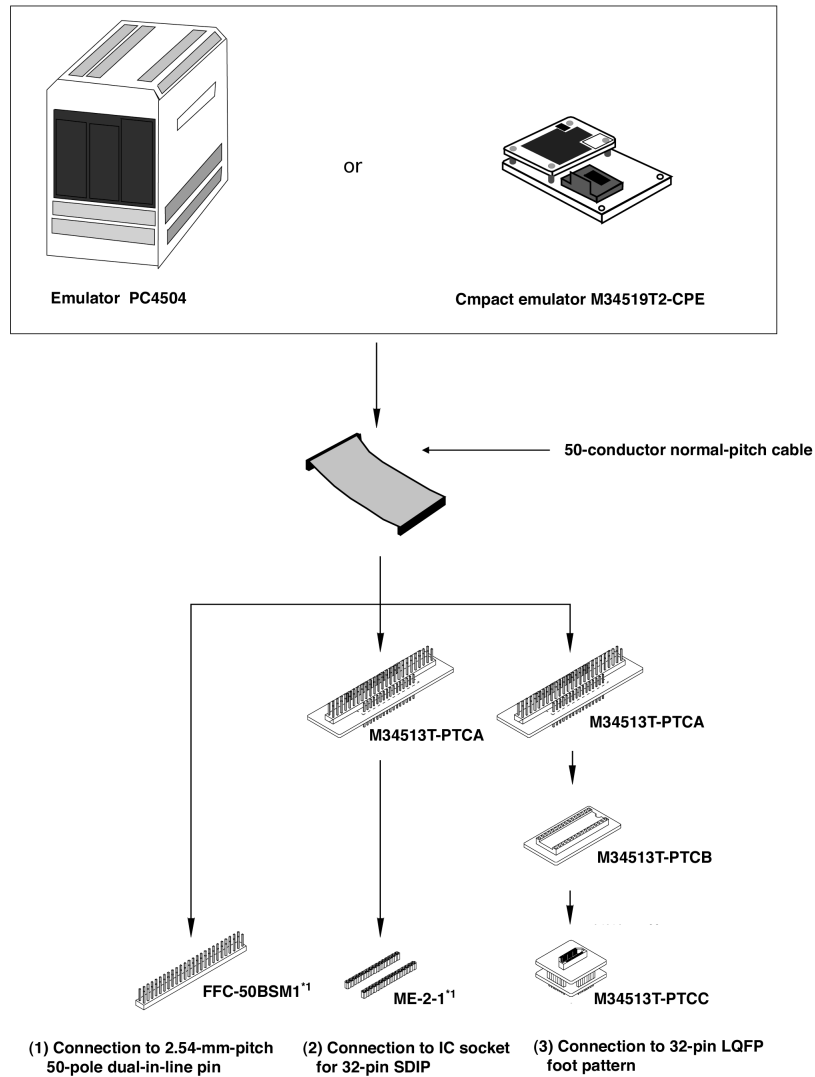 or
Emulator PC4504
Cmpact emulator M34519T2-CPE
50-conductor normal-pitch cable
M34513T-PTCA
M34513T-PTCA
M34513T-PTCB
FFC-50BSM1*1
ME-2-1*1
M34513T-PTCC
(1) Connection to 2.54-mm-pitch
50-pole dual-in-line pin
(2) Connection to IC socket
for 32-pin SDIP
(3) Connection to 32-pin LQFP
foot pattern